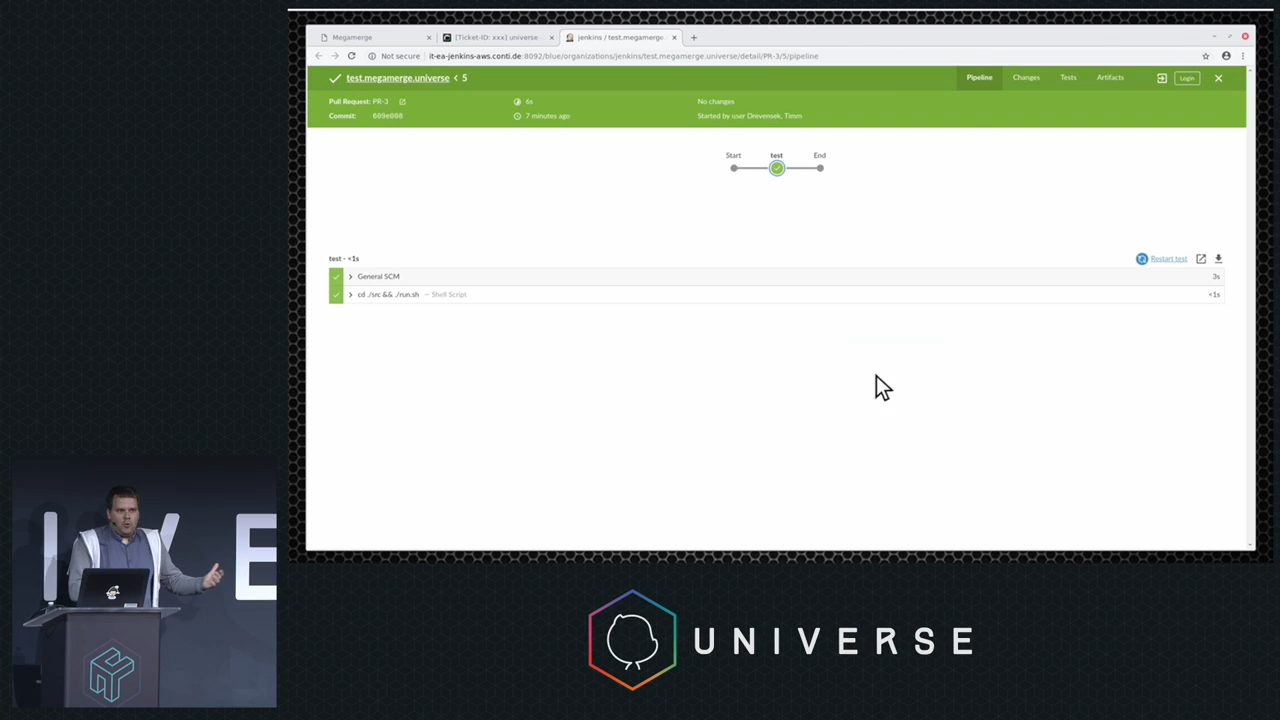 Megamerge
[Ticket-ID: xxx] universe
jenkins / test.megamerge.
Not secure
it-ea-jenkins-aws.conti.de:8092/blue/organizations/jenkins/test.megamerge.universe/detail/PR-3/5/pipeline
test.megamerge.universe < 5
Pipeline
Changes
Tests
Artifacts
Login
Pull Request: PR-3
6s
No changes
Commit: 609e008
7 minutes ago
Started by user Drevensek, Timm
Start
test
End
test - <1s
Restart test
General SCM
3s
cd ./src && ./run.sh — Shell Script
<1s
UNIVERSE